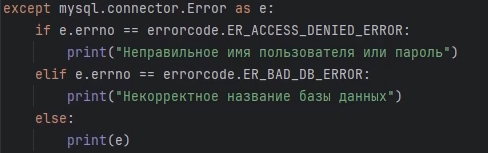 except mysql.connector.Error as e:
    if e.errno == errorcode.ER_ACCESS_DENIED_ERROR:
        print("Неправильное имя пользователя или пароль")
    elif e.errno == errorcode.ER_BAD_DB_ERROR:
        print("Некорректное название базы данных")
    else:
        print(e)